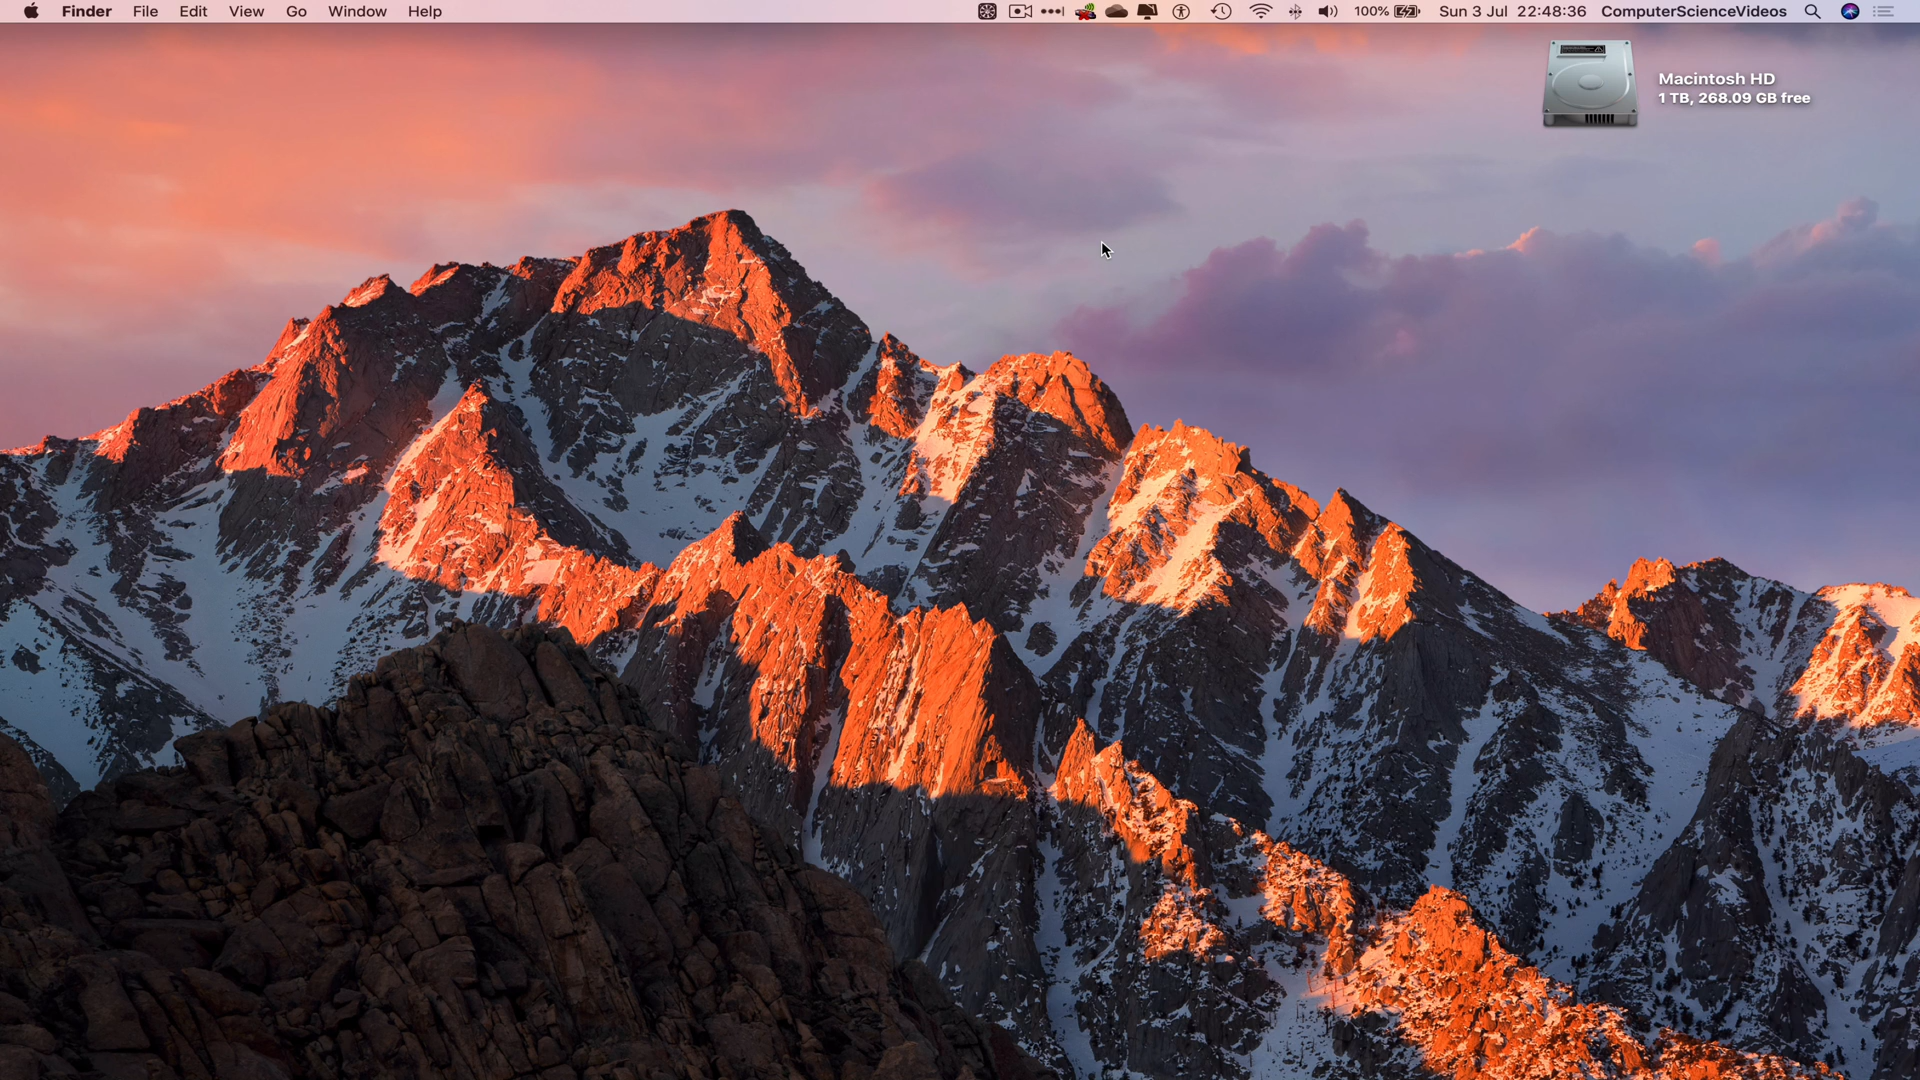 Finder File Edit View Go Window Help 100% Sun 3 Jul 22:48:36 ComputerScienceVideos
Macintosh HD
1 TB, 268.09 GB free